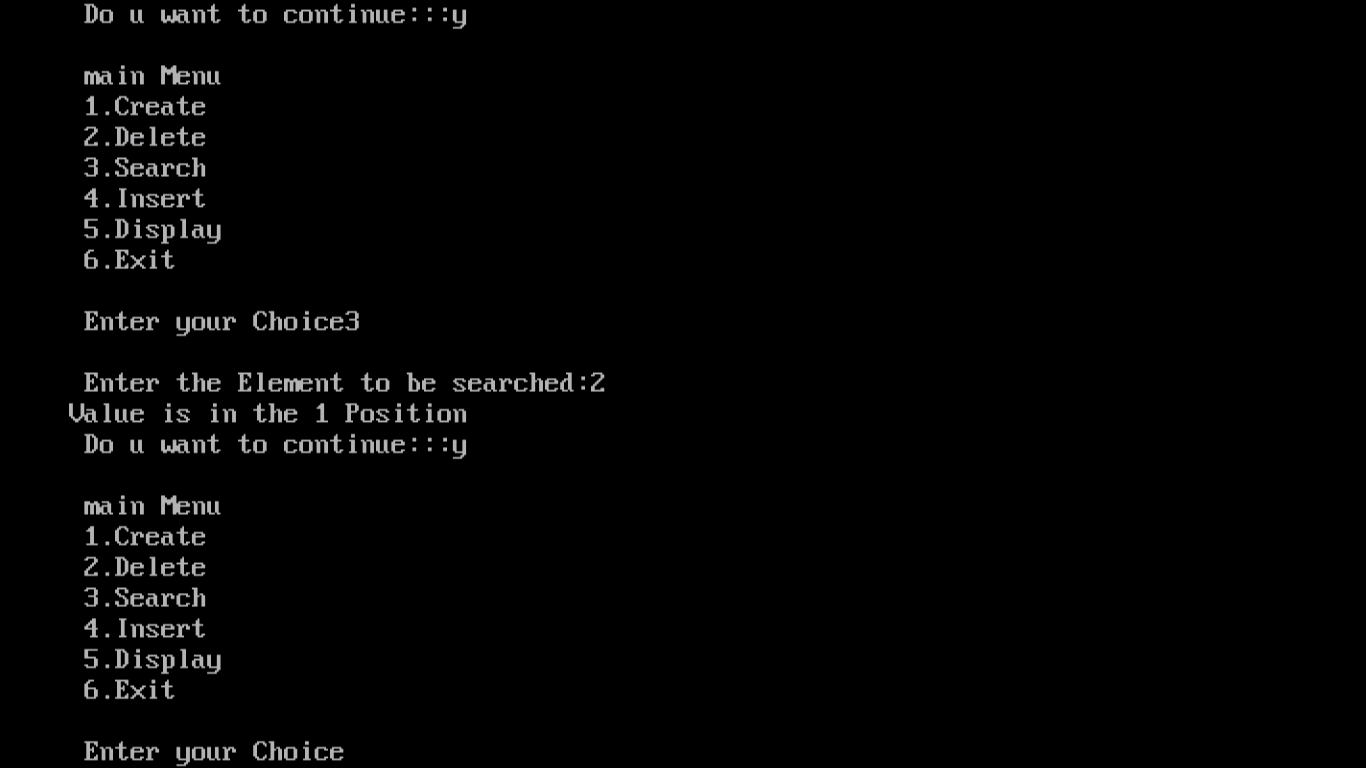 Do u want to continue:::y
main Menu
1.Create
2.Delete
3.Search
4.Insert
5.Display
6.Exit
Enter your Choice3
Enter the Element to be searched:2
Value is in the 1 Position
Do u want to continue:::y
main Menu
1.Create
2.Delete
3.Search
4.Insert
5.Display
6.Exit
Enter your Choice